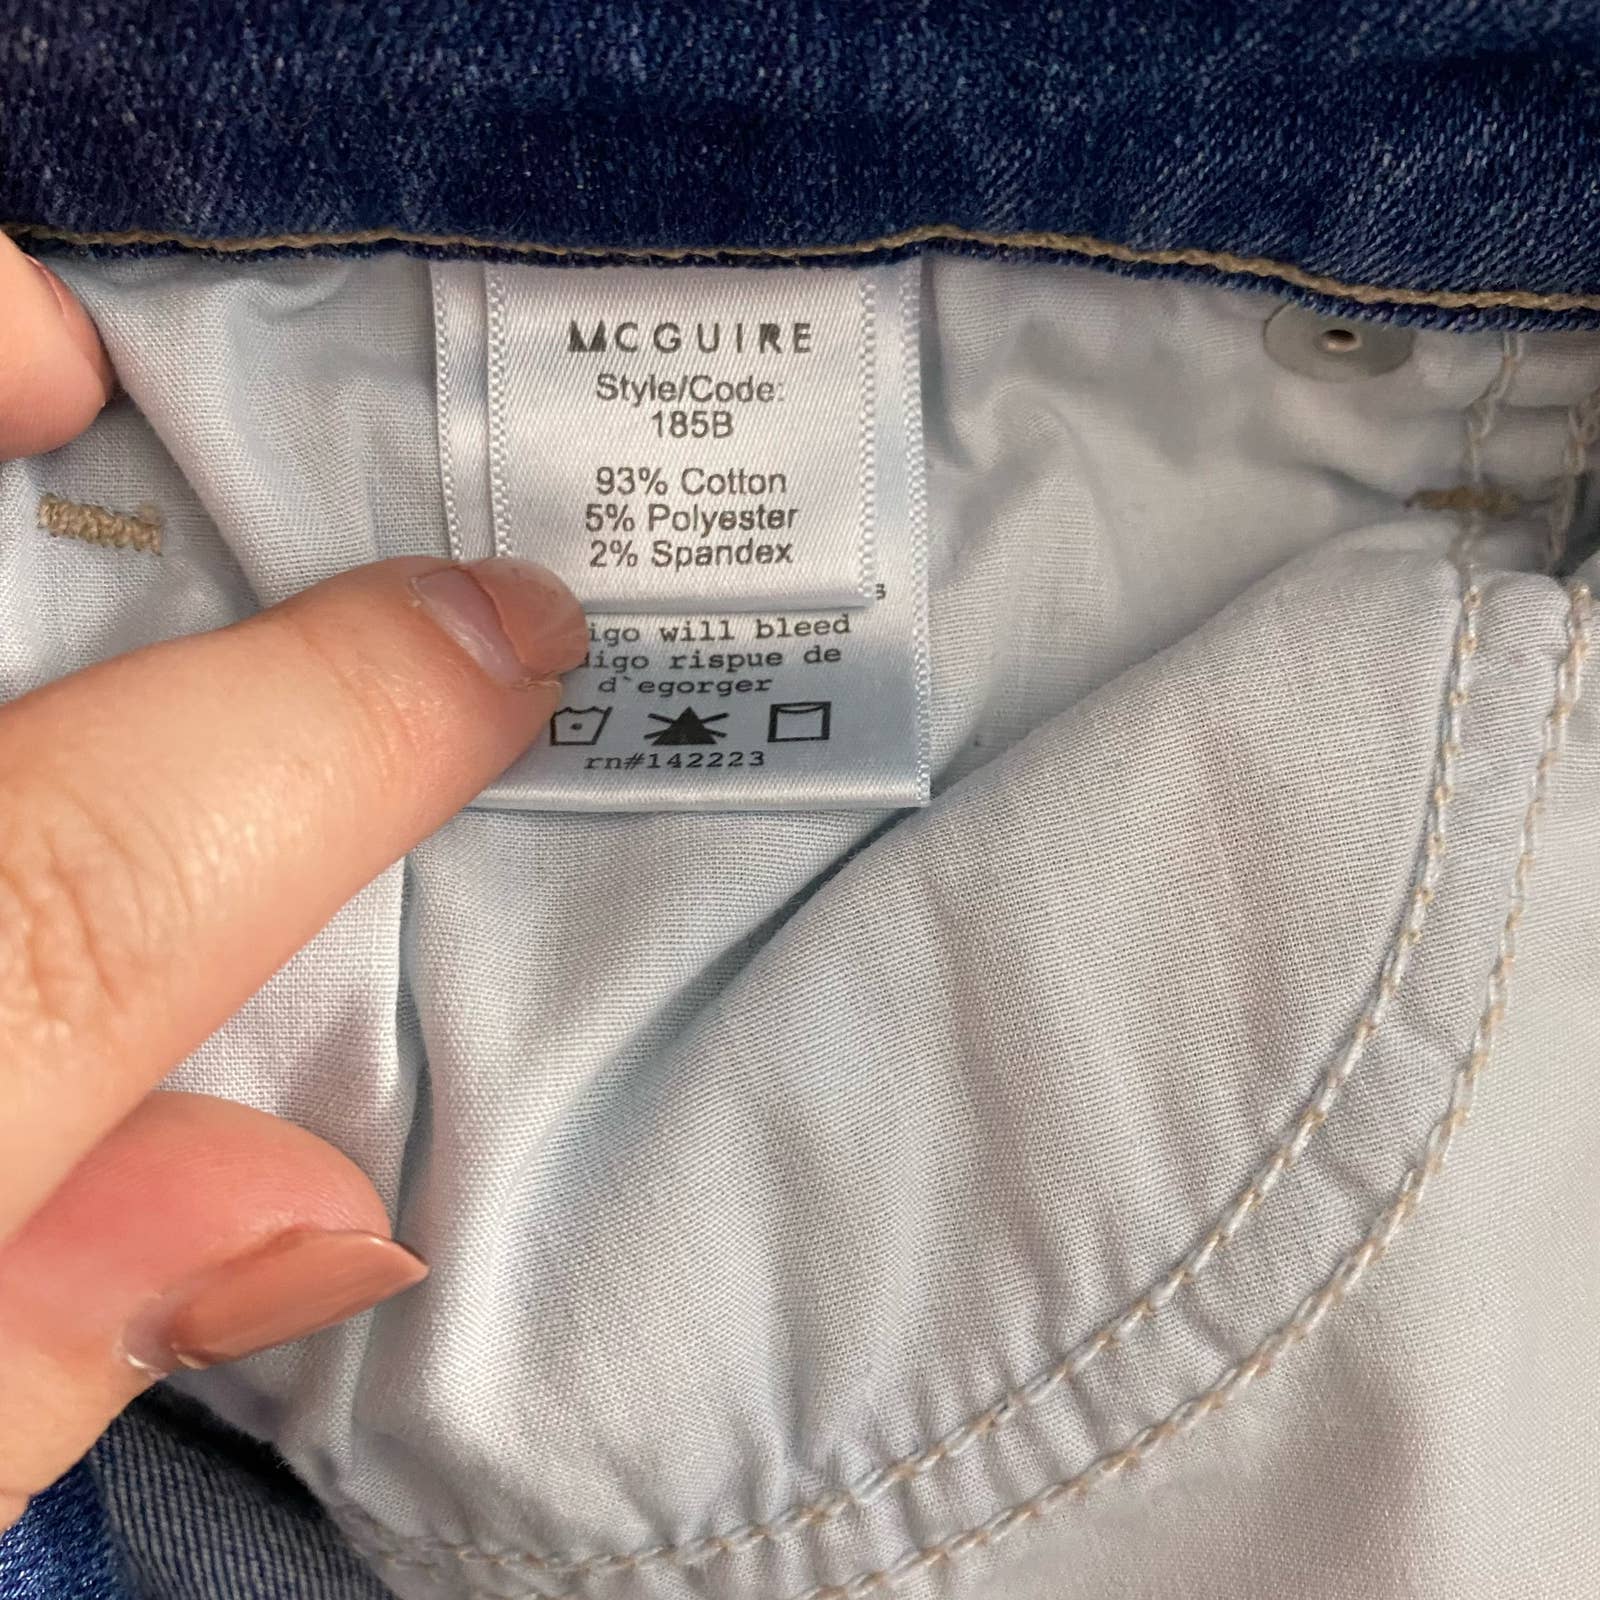 MCGUIRE
Style/Code:
185B
93% Cotton
5% Polyester
2% Spandex
will bleed
rispue de
d`egorger
rn#142223